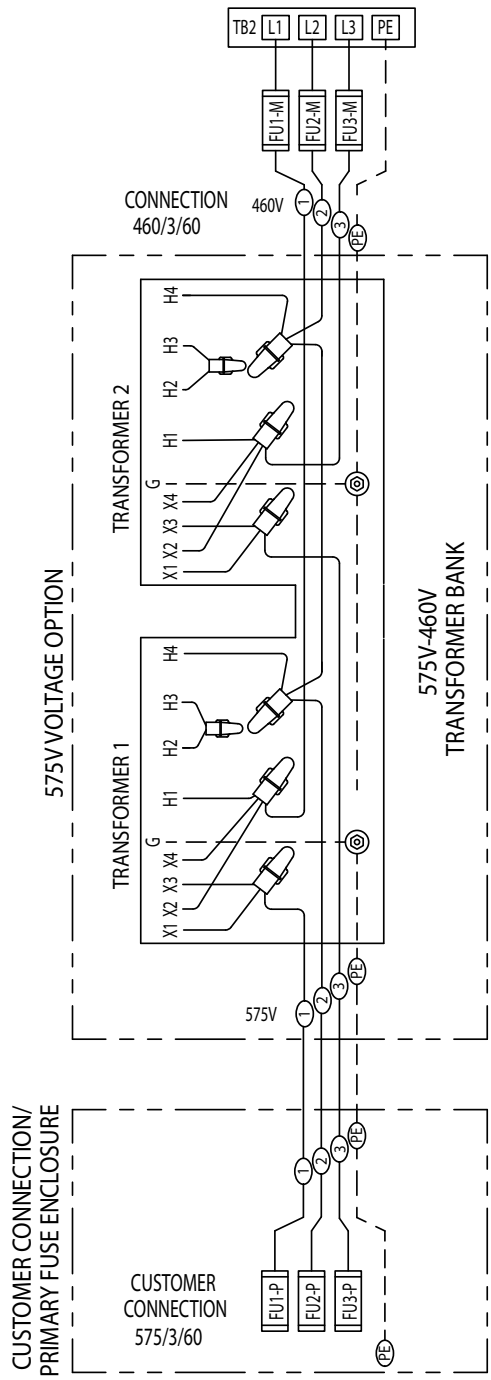 TB2 L1 L2 L3 PE
FU1-M
FU2-M
FU3-M
CONNECTION
460/3/60
460V
1
2
3
PE
575V VOLTAGE OPTION
TRANSFORMER 2
X1 X2 X3 X4 G H1 H2 H3 H4
TRANSFORMER 1
X1 X2 X3 X4 G H1 H2 H3 H4
575V-460V
TRANSFORMER BANK
575V
1
2
3
PE
CUSTOMER CONNECTION/
PRIMARY FUSE ENCLOSURE
1
2
3
PE
CUSTOMER
CONNECTION
575/3/60
FU1-P
FU2-P
FU3-P
PE